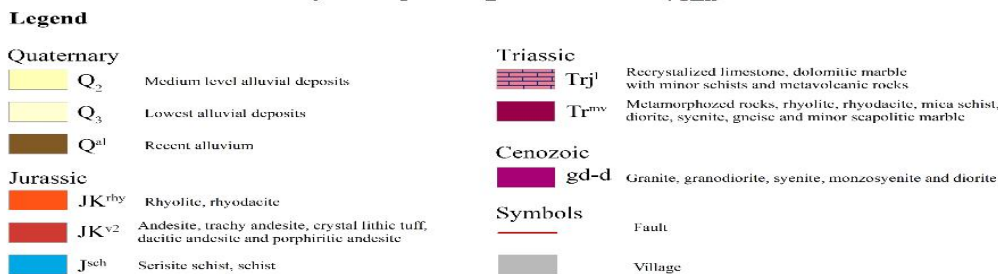 Legend
Quaternary
Q2 Medium level alluvial deposits
Q3 Lowest alluvial deposits
Qal Recent alluvium
Jurassic
JKrhy Rhyolite, rhyodacite
JKv2 Andesite, trachy andesite, crystal lithic tuff,
dacitic andesite and porphiritic andesite
Jsch Serisite schist, schist
Triassic
Trjl Recrystalized limestone, dolomitic marble
with minor schists and metavolcanic rocks
Trmv Metamorphozed rocks, rhyolite, rhyodacite, mica schist,
diorite, syenite, gneise and minor scapolitic marble
Cenozoic
gd-d Granite, granodiorite, syenite, monzosyenite and diorite
Symbols
Fault
Village